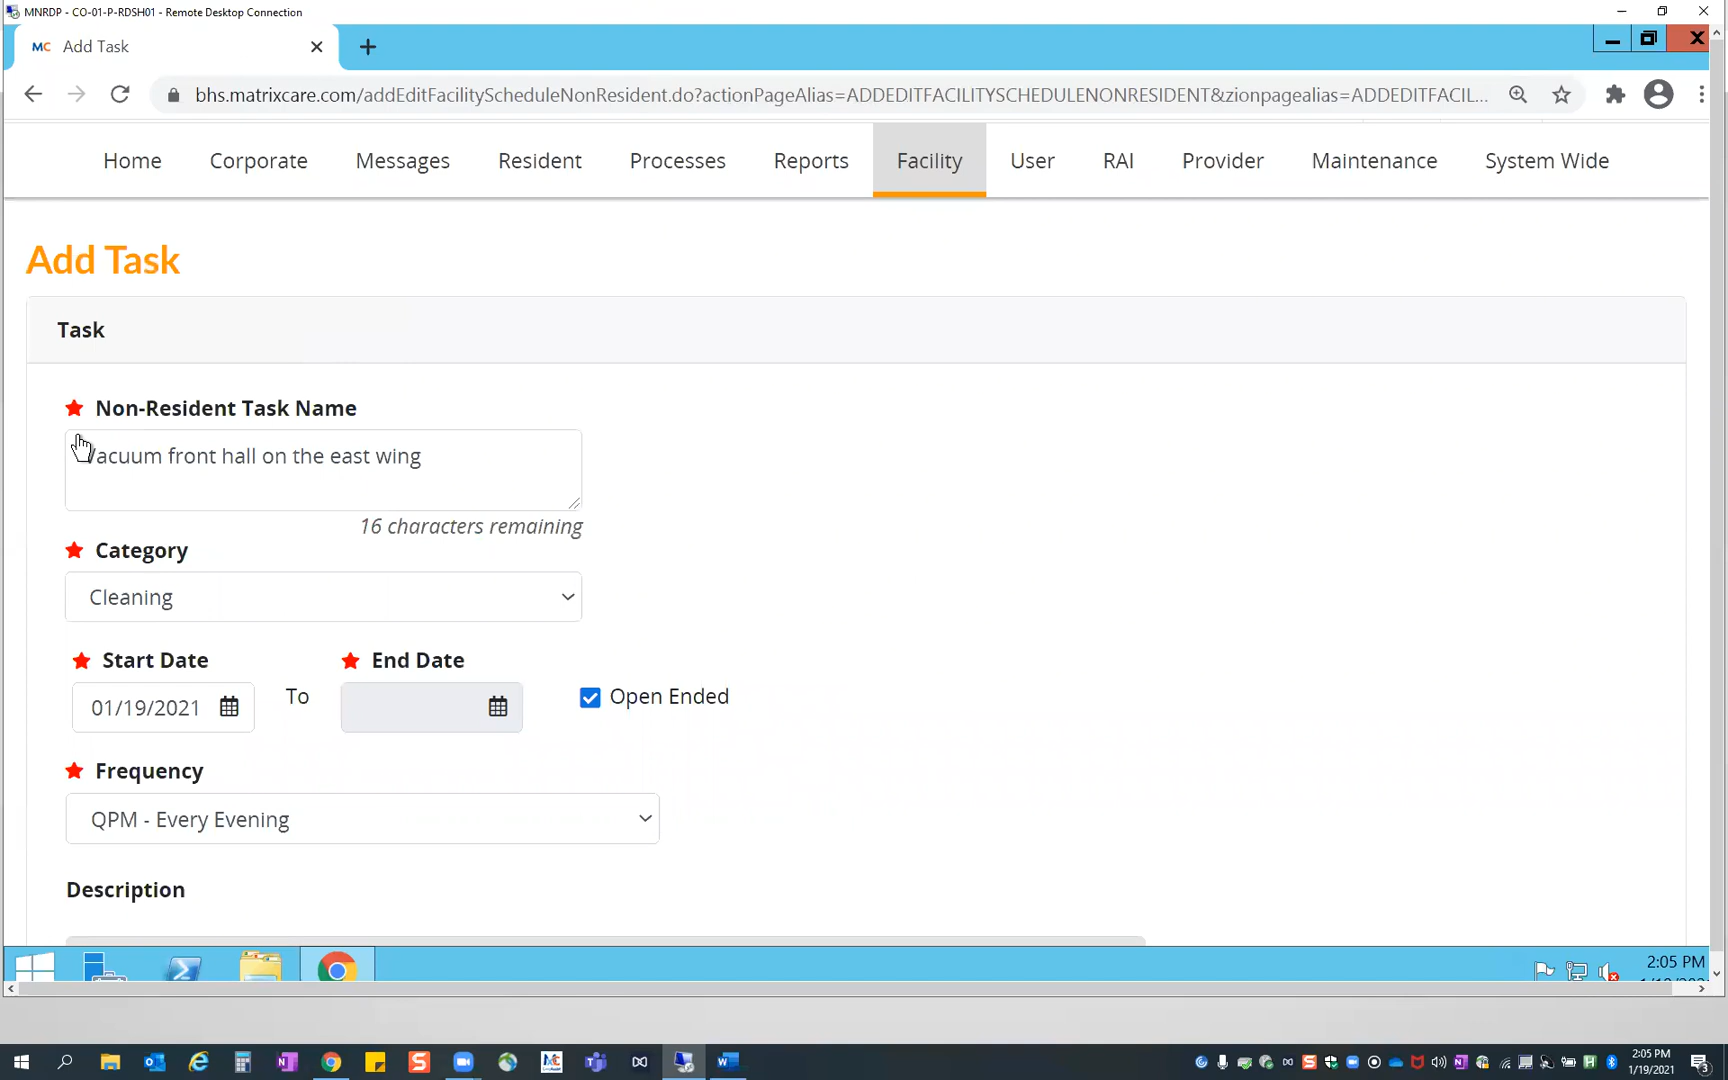 MNRDP - CO-01-P-RDSH01 - Remote Desktop Connection
MC Add Task
bhs.matrixcare.com/addEditFacilityScheduleNonResident.do?actionPageAlias=ADDEDITFACILITYSCHEDULENONRESIDENT&zionpagealias=ADDEDITFACIL...
Home Corporate Messages Resident Processes Reports Facility User RAI Provider Maintenance System Wide
Add Task
Task
Non-Resident Task Name
Vacuum front hall on the east wing
16 characters remaining
Category
Cleaning
Start Date End Date
01/19/2021 To Open Ended
Frequency
QPM - Every Evening
Description
2:05 PM
2:05 PM
1/19/2021